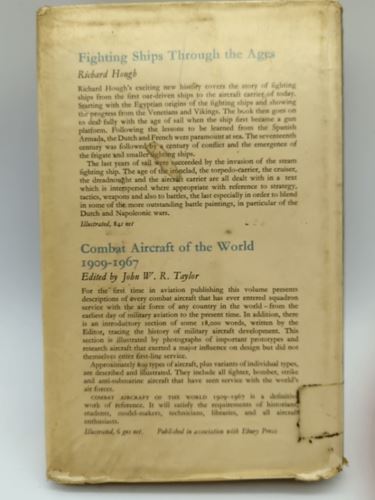 Fighting Ships Through the Ages
Richard Hough
Richard Hough's exciting new history covers the story of fighting
ships from the first oar-driven ships to the aircraft carrier of today.
Starting with the Egyptian origins of the fighting ships and showing
the progress from the Venetians and Vikings. The book then goes on
to deal fully with the age of sail when the ship first became a gun
platform. Following the lessons to be learned from the Spanish
Armada, the Dutch and French were paramount at sea. The seventeenth
century was followed by a century of conflict and the emergence of
the frigate and smaller fighting ships.
The last years of sail were succeeded by the invasion of the steam
fighting ship. The age of the ironclad, the torpedo-carrier, the cruiser,
the dreadnought and the aircraft carrier are all dealt with in a text
which is interspersed where appropriate with reference to strategy,
tactics, weapons and also to battles, the last especially in order to blend
in some of the more outstanding battle paintings, in particular of the
Dutch and Napoleonic wars.
Illustrated, 84s net
Combat Aircraft of the World
1909-1967
Edited by John W. R. Taylor
For the first time in aviation publishing this volume presents
descriptions of every combat aircraft that has ever entered squadron
service with the air force of any country in the world - from the
earliest day of military aviation to the present time. In addition, there
is an introductory section of some 18,000 words, written by the
Editor, tracing the history of military aircraft development. This
section is illustrated by photographs of important prototypes and
research aircraft that exerted a major influence on design but did not
themselves enter first-line service.
Approximately 809 types of aircraft, plus variants of individual types,
are described and illustrated. They include all fighter, bomber, strike
and anti-submarine aircraft that have seen service with the world's
air forces.
COMBAT AIRCRAFT OF THE WORLD 1909-1967 is a definitive
work of reference. It will satisfy the requirements of historians
students, model-makers, technicians, libraries, and all aircraft
enthusiasts.
Illustrated, 6 gns net. Published in association with Ebury Press